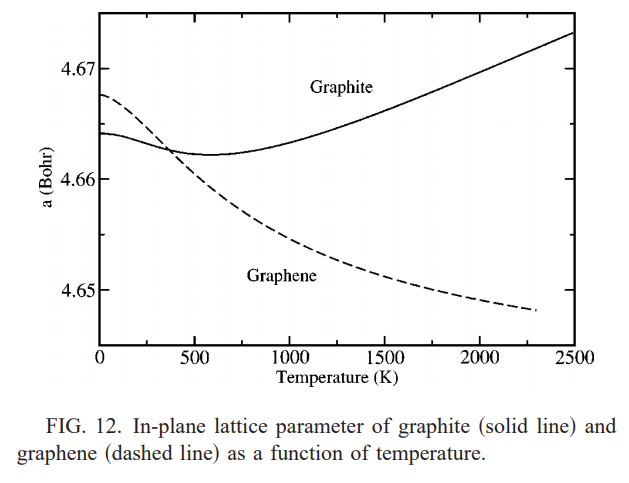 4.67
4.66
4.65
a (Bohr)
Graphite
Graphene
0 500 1000 1500 2000 2500
Temperature (K)
FIG. 12. In-plane lattice parameter of graphite (solid line) and
graphene (dashed line) as a function of temperature.